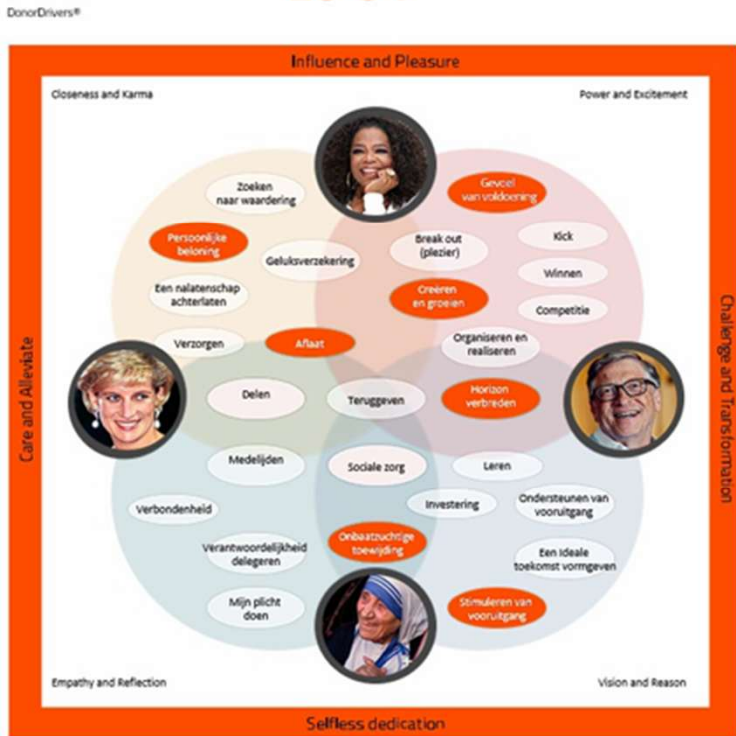 DonorDrivers®
Influence and Pleasure
Closeness and Karma
Power and Excitement
Zoeken
naar waardering
Gevoel
van voldoening
Persoonlijke
beloning
Geluksverzekering
Break out
(plezier)
Kick
Winnen
Een nalatenschap
achterlaten
Creëren
en groeien
Competitie
Verzorgen
Aflaat
Organiseren en
realiseren
Care and Alleviate
Challenge and Transformation
Delen
Teruggeven
Horizon
verbreden
Medelijden
Sociale zorg
Leren
Verbondenheid
Investering
Ondersteunen van
vooruitgang
Verantwoordelijkheid
delegeren
Onbaatzuchtige
toewijding
Een Ideale
toekomst vormgeven
Mijn plicht
doen
Stimuleren van
vooruitgang
Empathy and Reflection
Vision and Reason
Selfless dedication